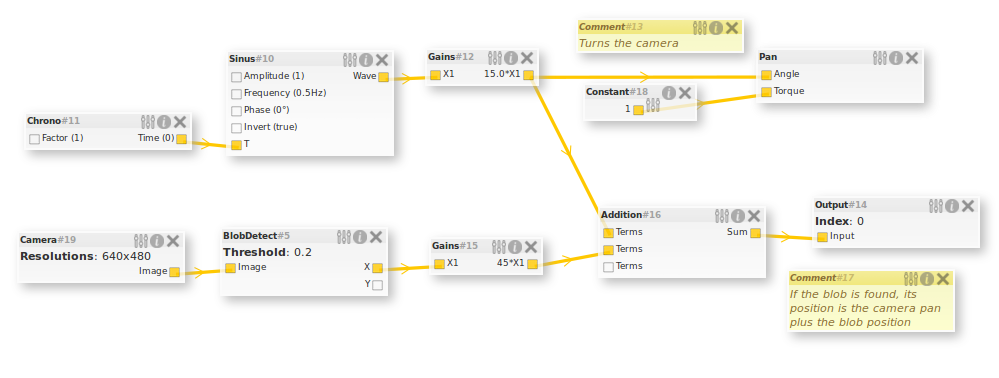 Comment#13
Turns the camera
Sinus#10
Amplitude (1)
Wave
Frequency (0.5Hz)
Phase (0°)
Invert (true)
T
Gains#12
X1
15.0*X1
Pan
Angle
Torque
Constant#18
1
Chrono#11
Factor (1)
Time (0)
Camera#19
Resolutions: 640x480
Image
BlobDetect#5
Threshold: 0.2
Image
X
Y
Gains#15
X1
45*X1
Addition#16
Terms
Sum
Terms
Terms
Output#14
Index: 0
Input
Comment#17
If the blob is found, its
position is the camera pan
plus the blob position